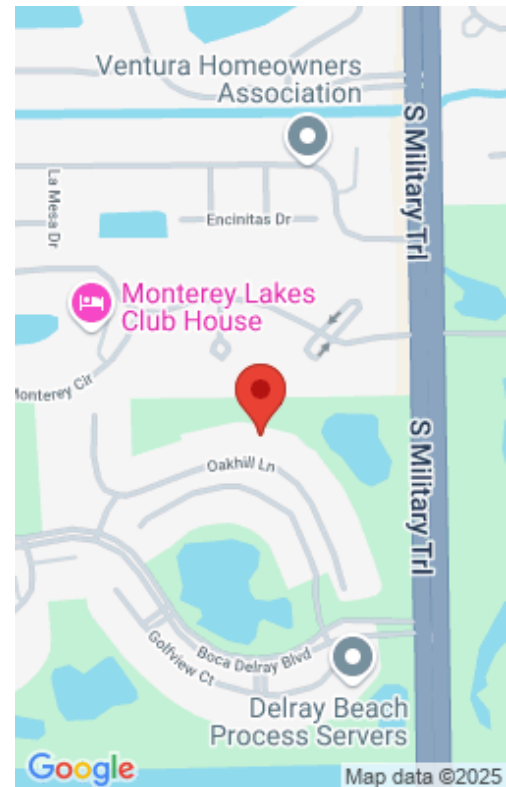 Ventura Homeowners
Association
S Military Trl
La Mesa Dr
Encinitas Dr
Monterey Lakes
Club House
Monterey Cir
Oakhill Ln
S Military Trl
Boca Delray Blvd
Golfview Ct
Delray Beach
Process Servers
Google
Map data ©2025